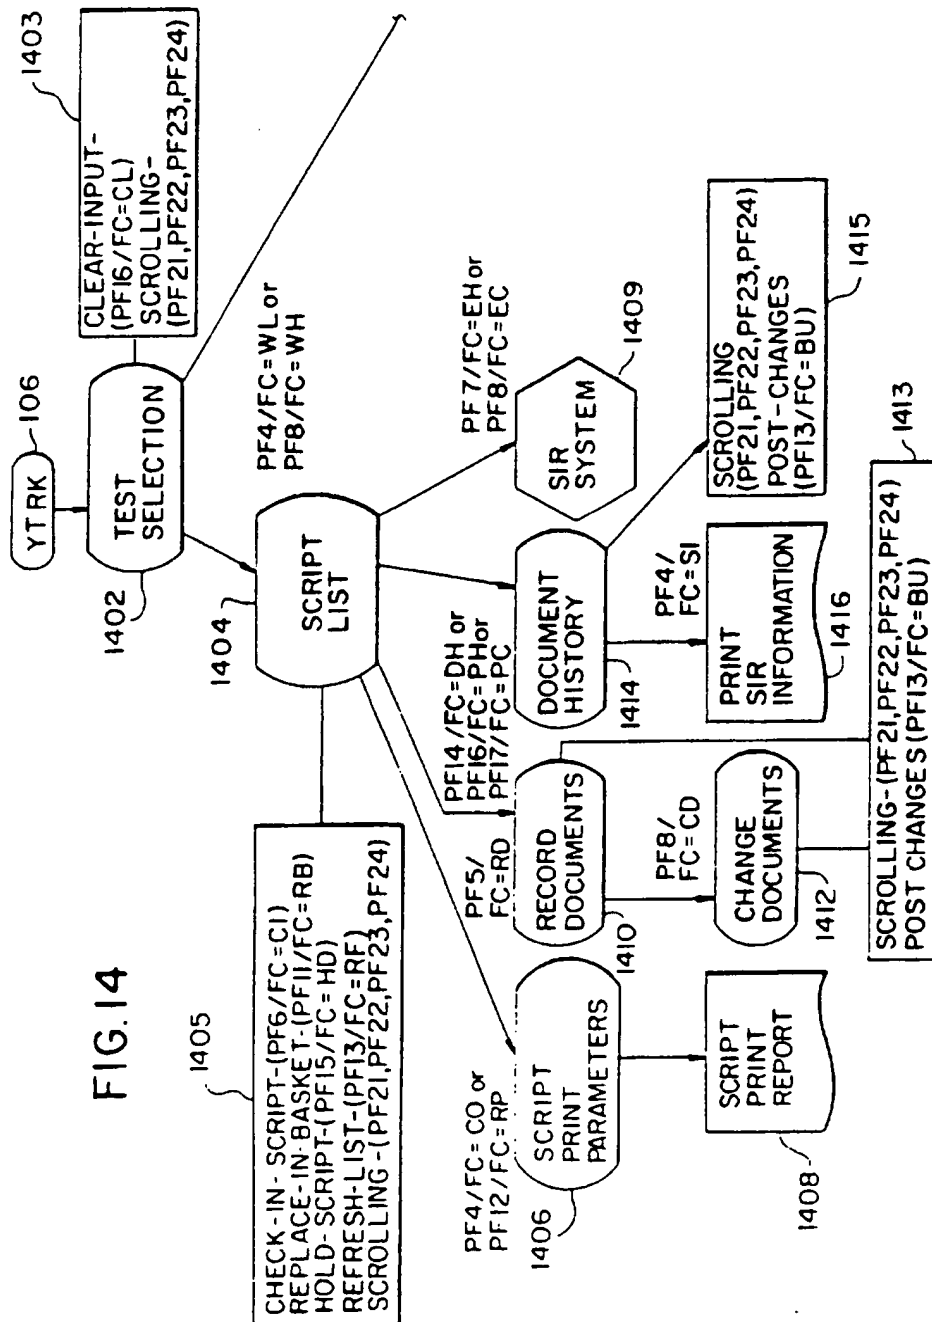 FIG.14
YTRK
106
TEST
SELECTION
1402
CLEAR-INPUT-
(PF16/FC=CL)
SCROLLING-
(PF21,PF22,PF23,PF24)
1403
PF4/FC=WL or
PF8/FC=WH
SCRIPT
LIST
1404
CHECK-IN-SCRIPT-(PF6/FC=CI)
REPLACE-IN-BASKET-(PF11/FC=RB)
HOLD-SCRIPT-(PF15/FC=HD)
REFRESH-LIST-(PF13/FC=RF)
SCROLLING-(PF21,PF22,PF23,PF24)
1405
PF4/FC=CO or
PF12/FC=RP
SCRIPT
PRINT
PARAMETERS
1406
SCRIPT
PRINT
REPORT
1408
PF5/
FC=RD
RECORD
DOCUMENTS
1410
PF8/
FC=CD
CHANGE
DOCUMENTS
1412
SCROLLING-(PF21,PF22,PF23,PF24)
POST CHANGES(PF13/FC=BU)
1413
PF14/FC=DH or
PF16/FC=PH or
PF17/FC=PC
DOCUMENT
HISTORY
1414
PF4/
FC=SI
PRINT
SIR
INFORMATION
1416
PF7/FC=EH or
PF8/FC=EC
SIR
SYSTEM
1409
SCROLLING
(PF21,PF22,PF23,PF24)
POST-CHANGES
(PF13/FC=BU)
1415